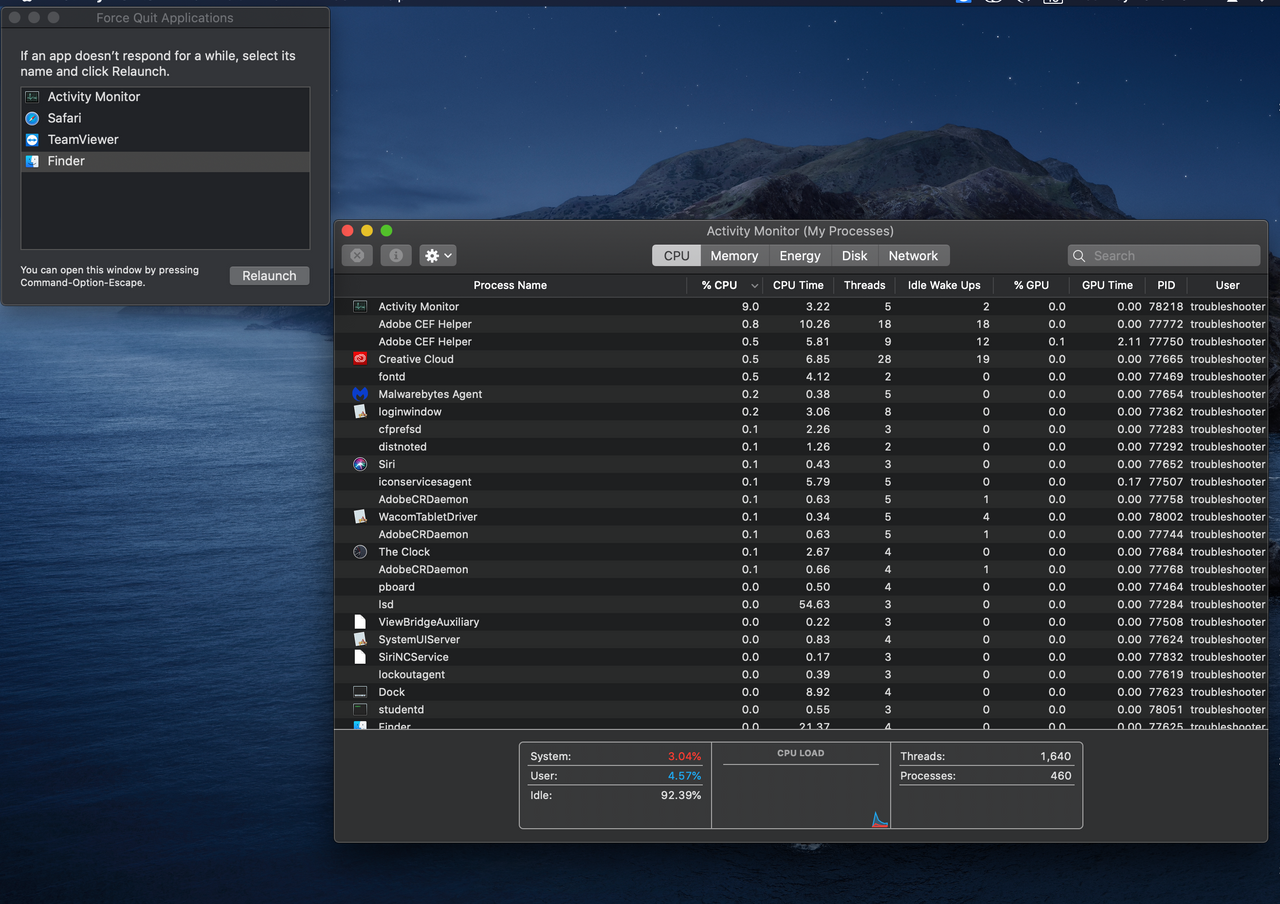 Force Quit Applications
If an app doesn't respond for a while, select its
name and click Relaunch.
Activity Monitor
Safari
TeamViewer
Finder
You can open this window by pressing
Command-Option-Escape.
Relaunch
Activity Monitor (My Processes)
CPU Memory Energy Disk Network Search
Process Name % CPU CPU Time Threads Idle Wake Ups % GPU GPU Time PID User
Activity Monitor 9.0 3.22 5 2 0.0 0.00 78218 troubleshooter
Adobe CEF Helper 0.8 10.26 18 18 0.0 0.00 77772 troubleshooter
Adobe CEF Helper 0.5 5.81 9 12 0.1 2.11 77750 troubleshooter
Creative Cloud 0.5 6.85 28 19 0.0 0.00 77665 troubleshooter
fontd 0.5 4.12 2 0 0.0 0.00 77469 troubleshooter
Malwarebytes Agent 0.2 0.38 5 0 0.0 0.00 77654 troubleshooter
loginwindow 0.2 3.06 8 0 0.0 0.00 77362 troubleshooter
cfprefsd 0.1 2.26 3 0 0.0 0.00 77283 troubleshooter
distnoted 0.1 1.26 2 0 0.0 0.00 77292 troubleshooter
Siri 0.1 0.43 3 0 0.0 0.00 77652 troubleshooter
iconservicesagent 0.1 5.79 5 0 0.0 0.17 77507 troubleshooter
AdobeCRDaemon 0.1 0.63 5 1 0.0 0.00 77758 troubleshooter
WacomTabletDriver 0.1 0.34 5 4 0.0 0.00 78002 troubleshooter
AdobeCRDaemon 0.1 0.63 5 1 0.0 0.00 77744 troubleshooter
The Clock 0.1 2.67 4 0 0.0 0.00 77684 troubleshooter
AdobeCRDaemon 0.1 0.66 4 1 0.0 0.00 77768 troubleshooter
pboard 0.0 0.50 4 0 0.0 0.00 77464 troubleshooter
lsd 0.0 54.63 3 0 0.0 0.00 77284 troubleshooter
ViewBridgeAuxiliary 0.0 0.22 3 0 0.0 0.00 77508 troubleshooter
SystemUIServer 0.0 0.83 4 0 0.0 0.00 77624 troubleshooter
SiriNCService 0.0 0.17 3 0 0.0 0.00 77832 troubleshooter
lockoutagent 0.0 0.39 3 0 0.0 0.00 77619 troubleshooter
Dock 0.0 8.92 4 0 0.0 0.00 77623 troubleshooter
studentd 0.0 0.55 3 0 0.0 0.00 78051 troubleshooter
Finder 0.0 21.37 4 0 0.0 0.00 77625 troubleshooter
System: 3.04% CPU LOAD Threads: 1,640
User: 4.57% Processes: 460
Idle: 92.39%